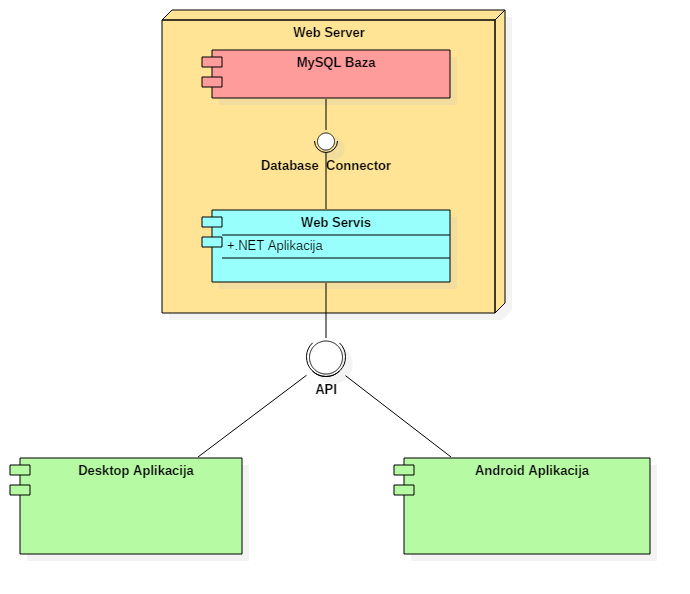 Web Server
MySQL Baza
Database Connector
Web Servis
+.NET Aplikacija
API
Desktop Aplikacija
Android Aplikacija